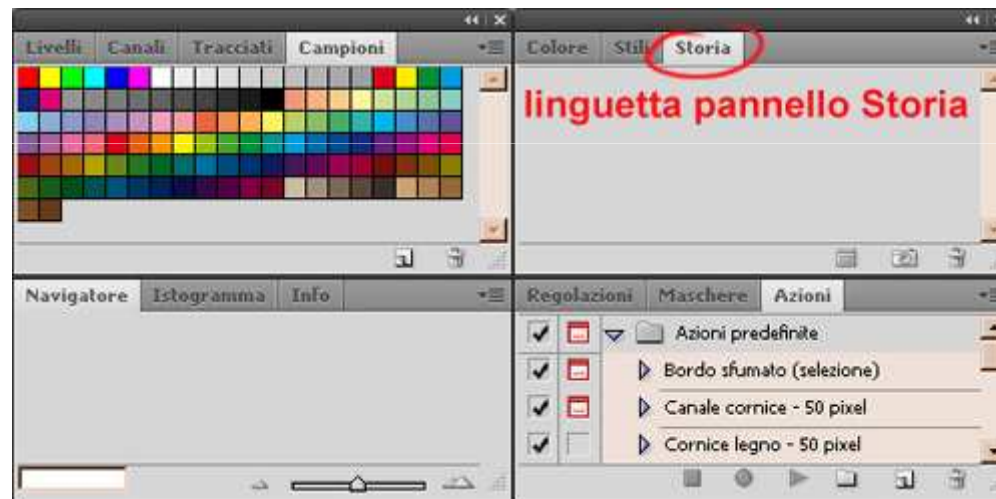 Livelli Canali Tracciati Campioni
Colore Stili Storia
linguetta pannello Storia
Navigatore Istogramma Info
Regolazioni Maschere Azioni
Azioni predefinite
Bordo sfumato (selezione)
Canale cornice - 50 pixel
Cornice legno - 50 pixel